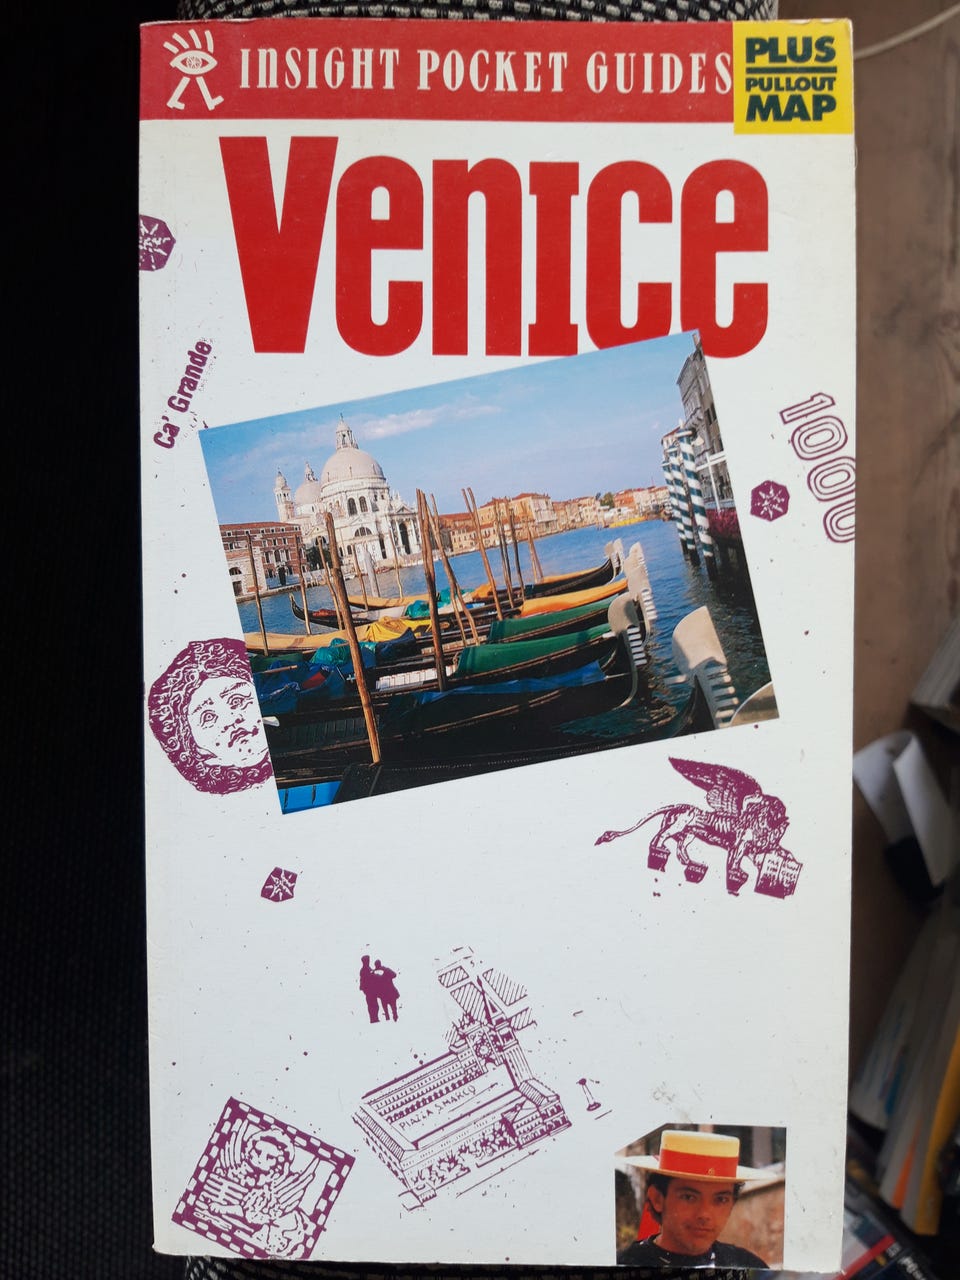 INSIGHT POCKET GUIDES
PLUS
PULLOUT
MAP
VENICE
Ca' Grande
1000
PIAZZA S. MARCO